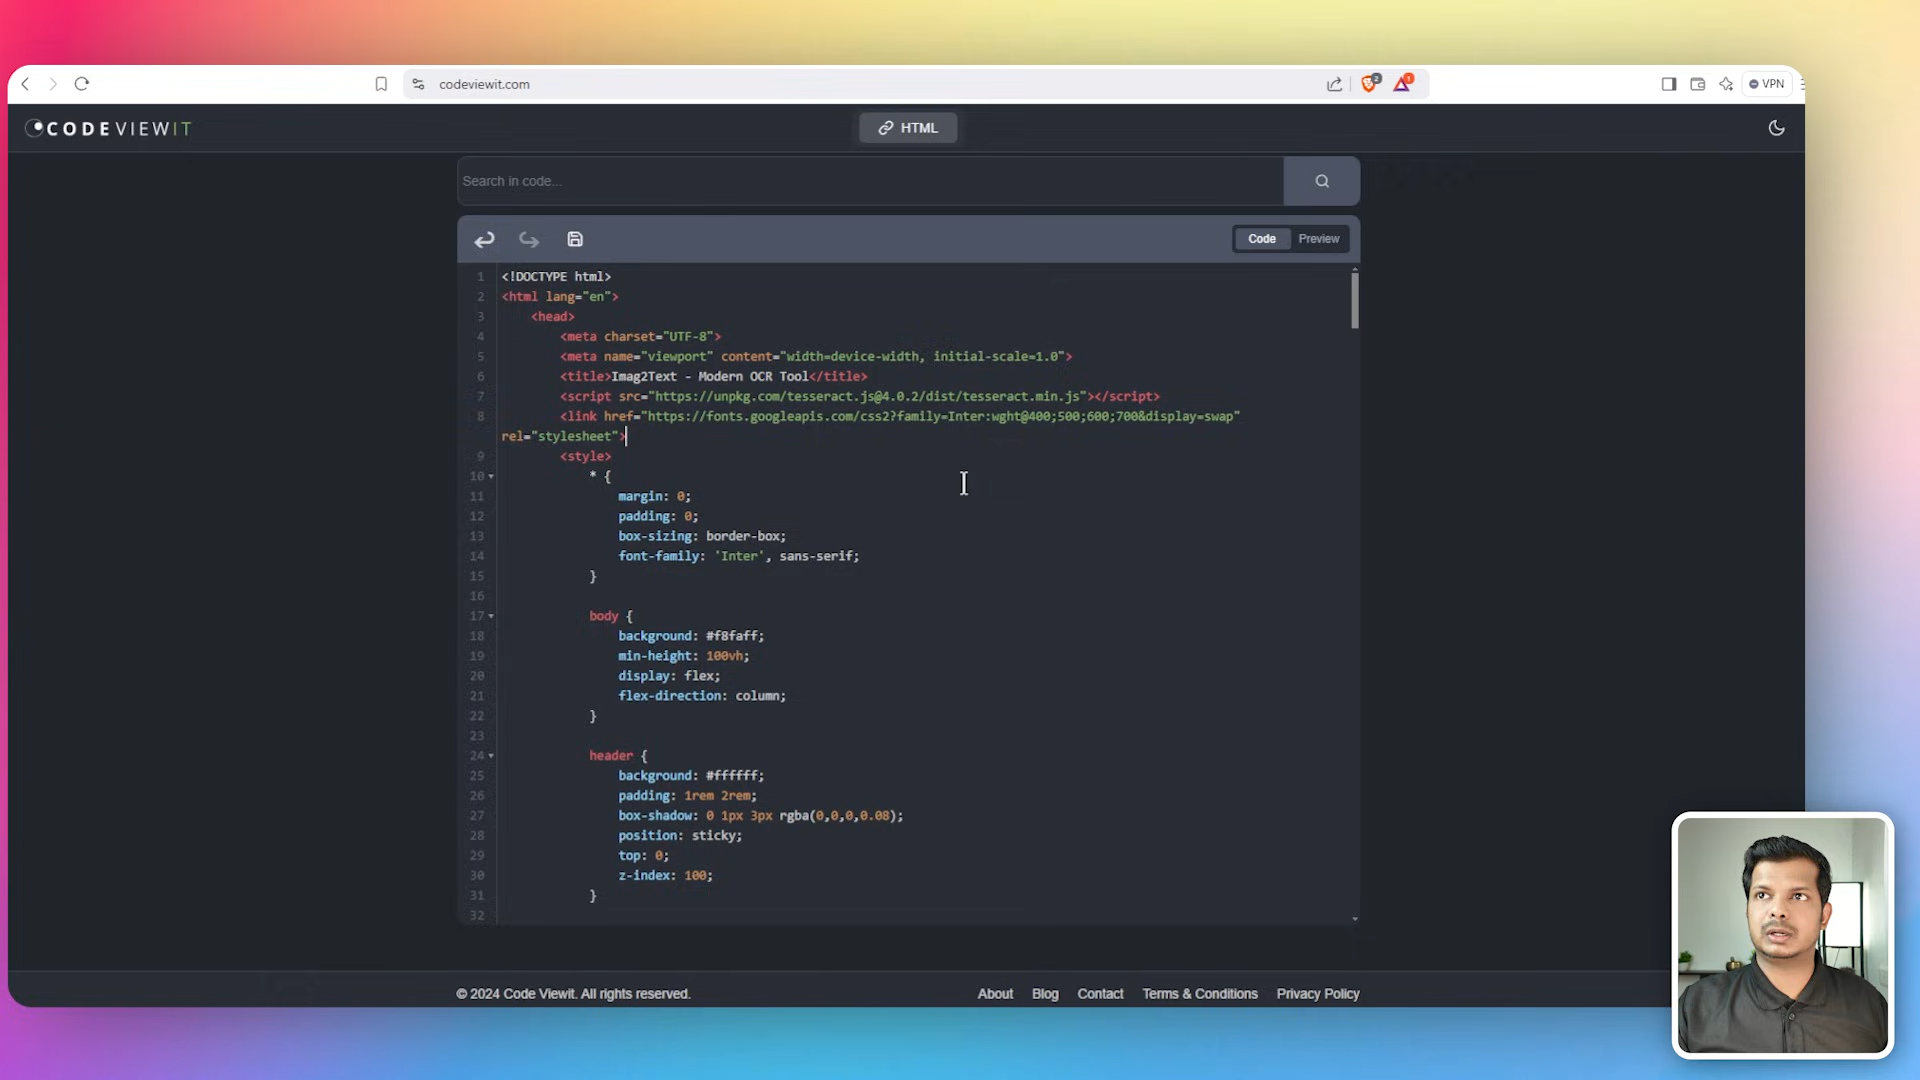 codeviewit.com
2
1
VPN
CODEVIEWIT
HTML
Search in code...
Code
Preview
1 <!DOCTYPE html>
2 <html lang="en">
3 <head>
4 <meta charset="UTF-8">
5 <meta name="viewport" content="width=device-width, initial-scale=1.0">
6 <title>Imag2Text - Modern OCR Tool</title>
7 <script src="https://unpkg.com/tesseract.js@4.0.2/dist/tesseract.min.js"></script>
8 <link href="https://fonts.googleapis.com/css2?family=Inter:wght@400;500;600;700&display=swap"
rel="stylesheet">
9 <style>
10 * {
11 margin: 0;
12 padding: 0;
13 box-sizing: border-box;
14 font-family: 'Inter', sans-serif;
15 }
16
17 body {
18 background: #f8faff;
19 min-height: 100vh;
20 display: flex;
21 flex-direction: column;
22 }
23
24 header {
25 background: #ffffff;
26 padding: 1rem 2rem;
27 box-shadow: 0 1px 3px rgba(0,0,0,0.08);
28 position: sticky;
29 top: 0;
30 z-index: 100;
31 }
32
© 2024 Code Viewit. All rights reserved.
About
Blog
Contact
Terms & Conditions
Privacy Policy